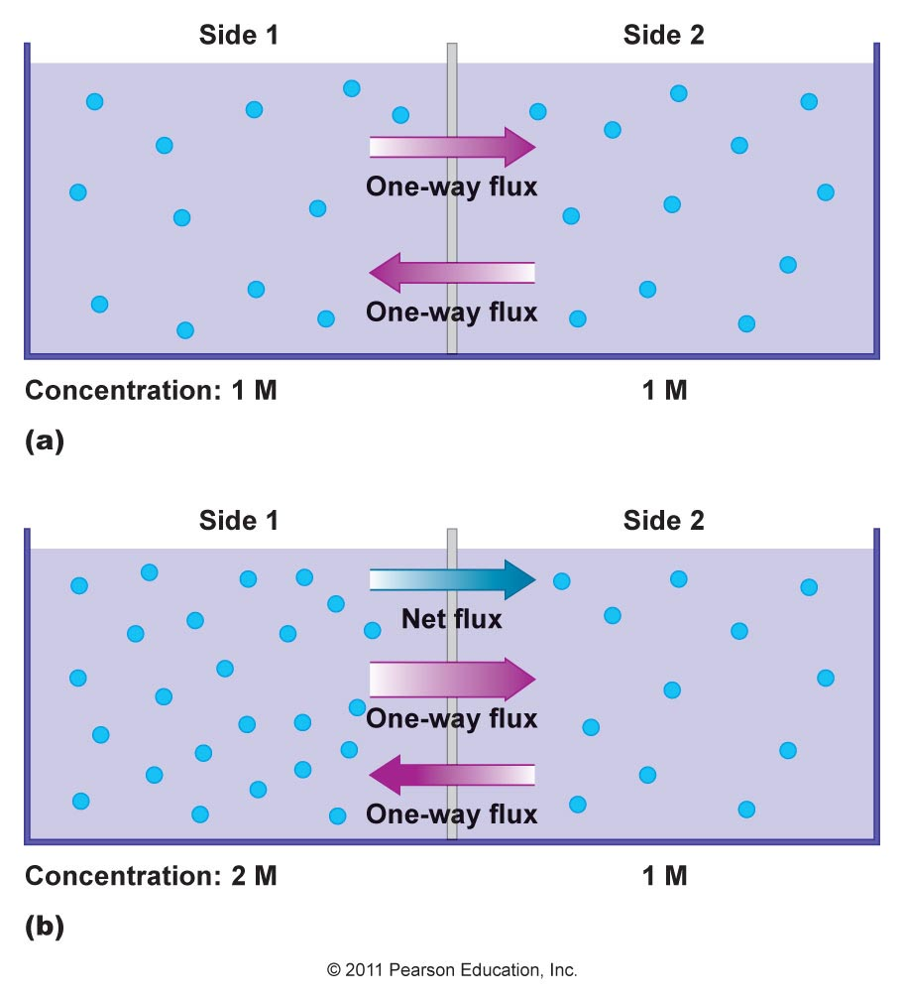 Side 1 Side 2
One-way flux
One-way flux
Concentration: 1 M 1 M
(a)
Side 1 Side 2
Net flux
One-way flux
One-way flux
Concentration: 2 M 1 M
(b)
© 2011 Pearson Education, Inc.